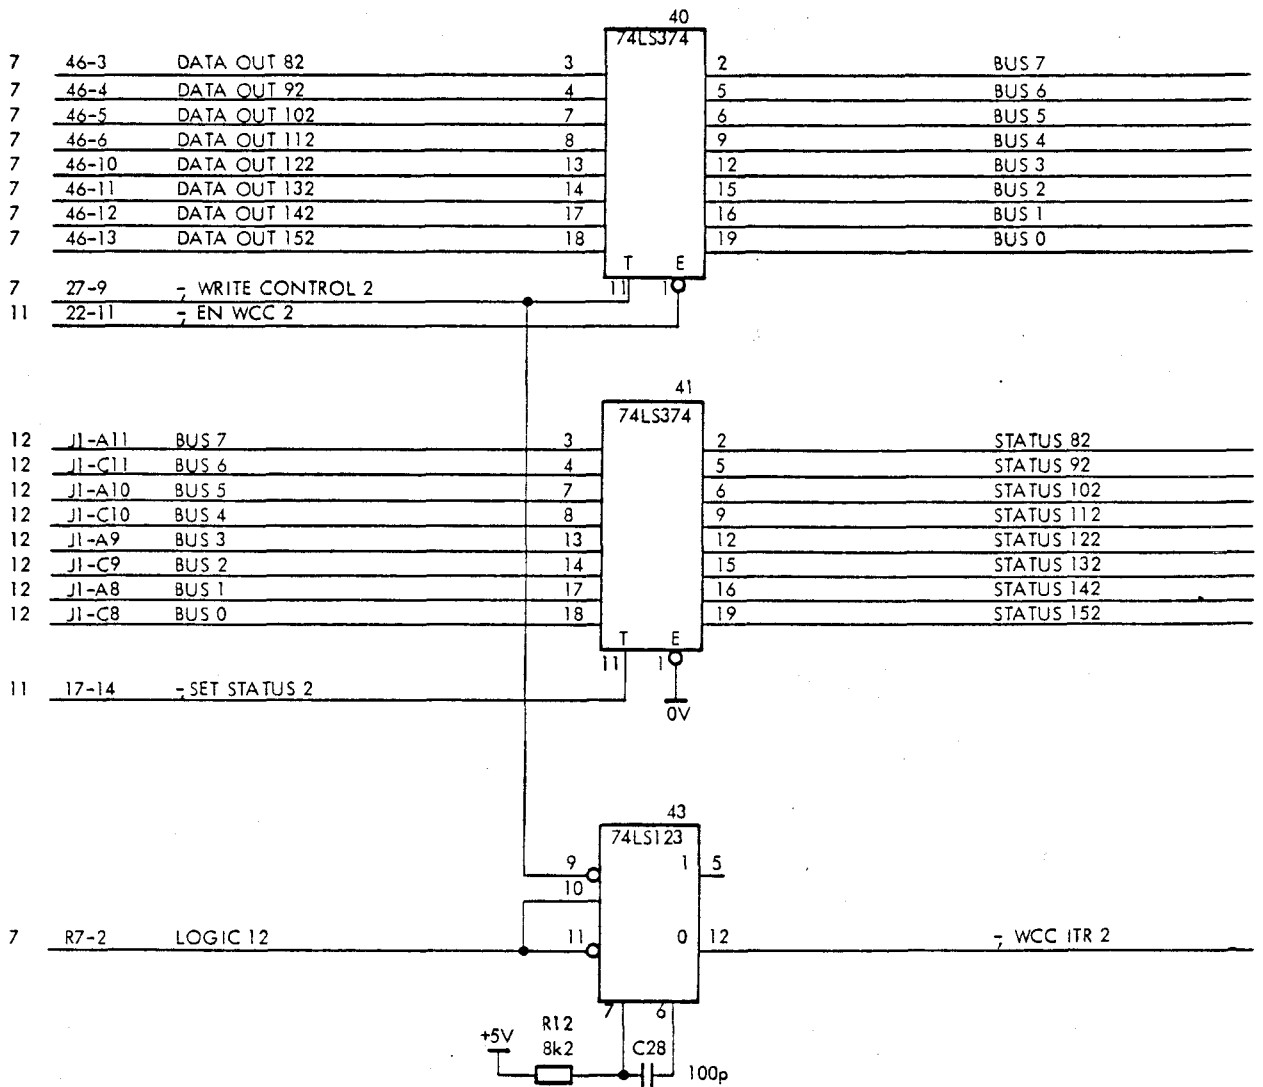 40
74LS374
7 46-3 DATA OUT 82 3 2 BUS 7
7 46-4 DATA OUT 92 4 5 BUS 6
7 46-5 DATA OUT 102 7 6 BUS 5
7 46-6 DATA OUT 112 8 9 BUS 4
7 46-10 DATA OUT 122 13 12 BUS 3
7 46-11 DATA OUT 132 14 15 BUS 2
7 46-12 DATA OUT 142 17 16 BUS 1
7 46-13 DATA OUT 152 18 19 BUS 0
T E
7 27-9 -, WRITE CONTROL 2 11 1
11 22-11 -, EN WCC 2
41
74LS374
12 J1-A11 BUS 7 3 2 STATUS 82
12 J1-C11 BUS 6 4 5 STATUS 92
12 J1-A10 BUS 5 7 6 STATUS 102
12 J1-C10 BUS 4 8 9 STATUS 112
12 J1-A9 BUS 3 13 12 STATUS 122
12 J1-C9 BUS 2 14 15 STATUS 132
12 J1-A8 BUS 1 17 16 STATUS 142
12 J1-C8 BUS 0 18 19 STATUS 152
T E
11 1
11 17-14 -, SET STATUS 2
0V
43
74LS123
9 1 5
10
7 R7-2 LOGIC 12 11 0 12 -, WCC ITR 2
7 6
+5V R12 8k2 C28 100p